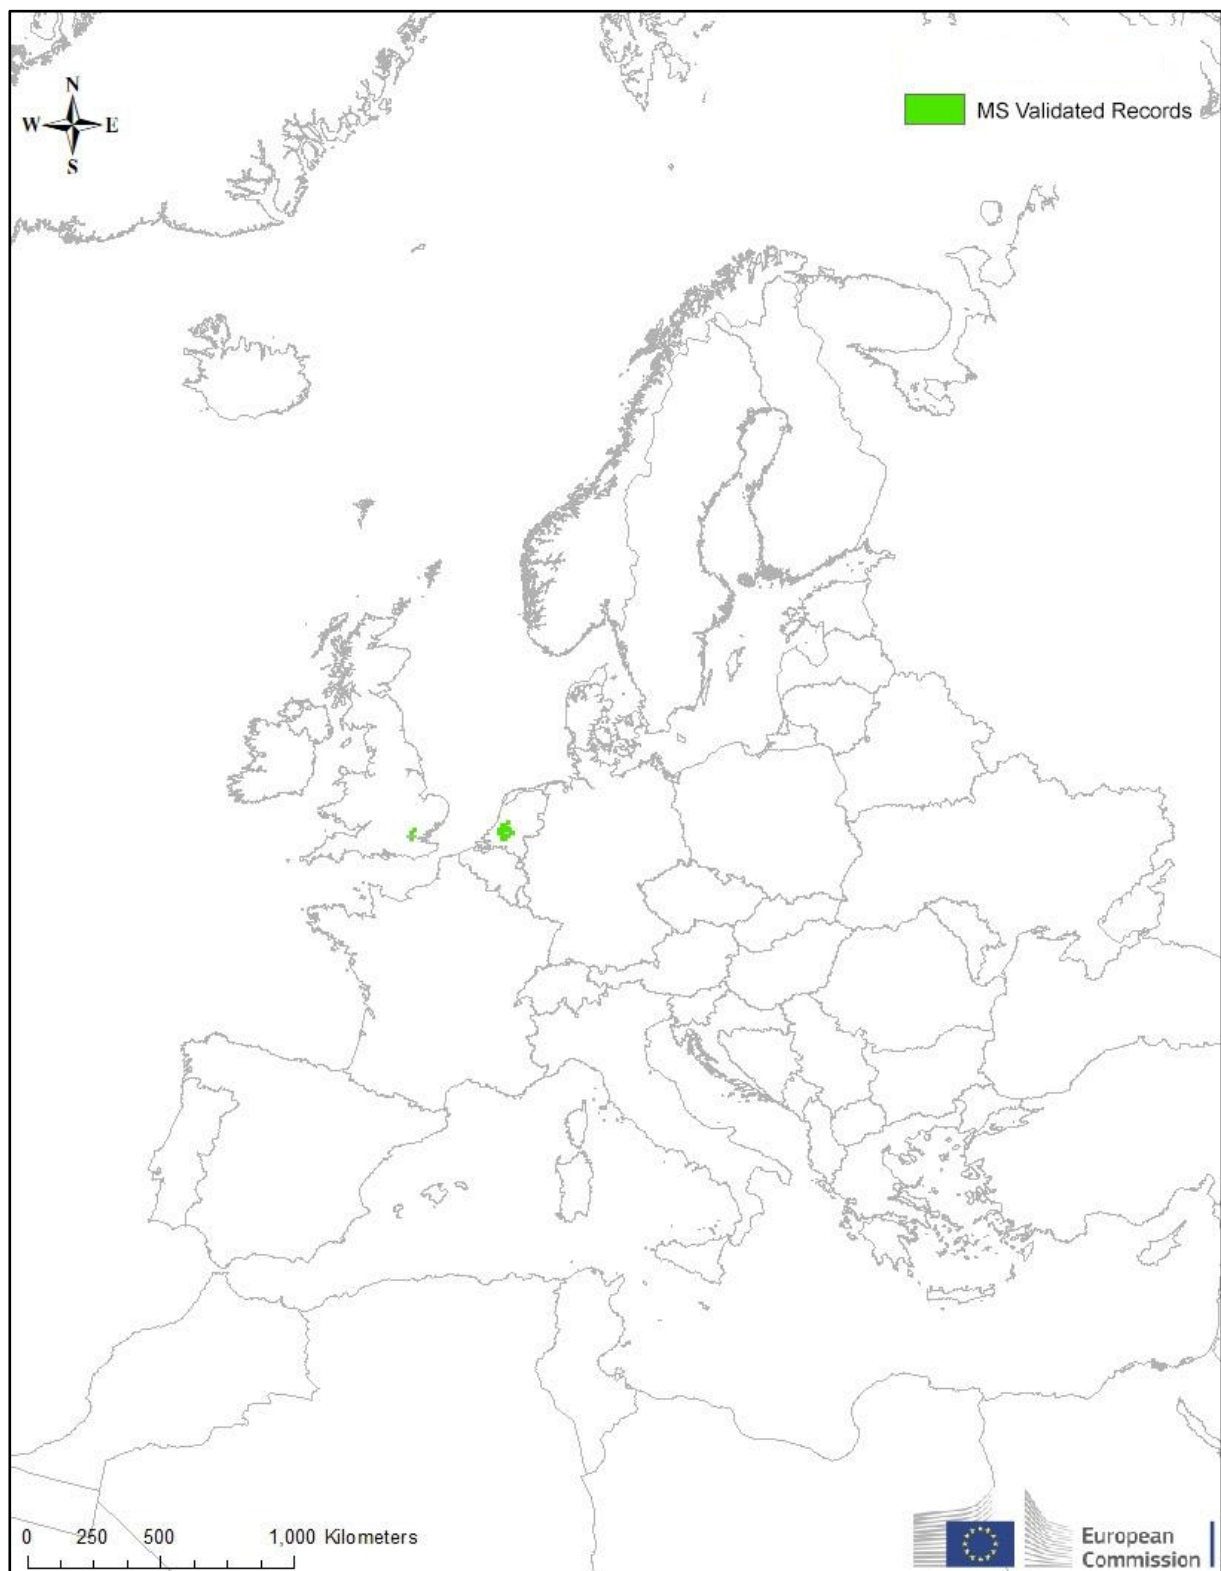 N
W E
S
MS Validated Records
0 250 500 1,000 Kilometers
European
Commission